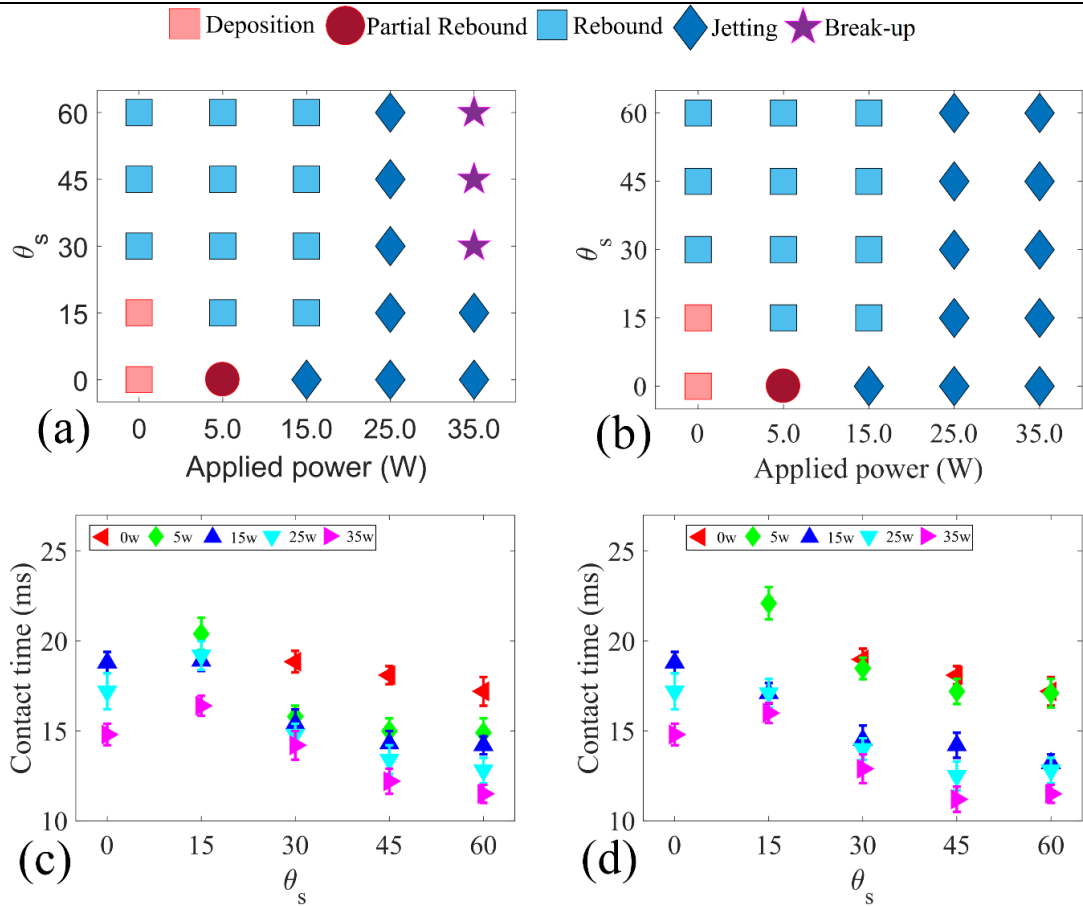 Deposition Partial Rebound Rebound Jetting Break-up
60
45
30
15
0
θs
0 5.0 15.0 25.0 35.0
Applied power (W)
(a)
60
45
30
15
0
θs
0 5.0 15.0 25.0 35.0
Applied power (W)
(b)
0w 5w 15w 25w 35w
25
20
15
10
Contact time (ms)
0 15 30 45 60
θs
(c)
0w 5w 15w 25w 35w
25
20
15
10
Contact time (ms)
0 15 30 45 60
θs
(d)